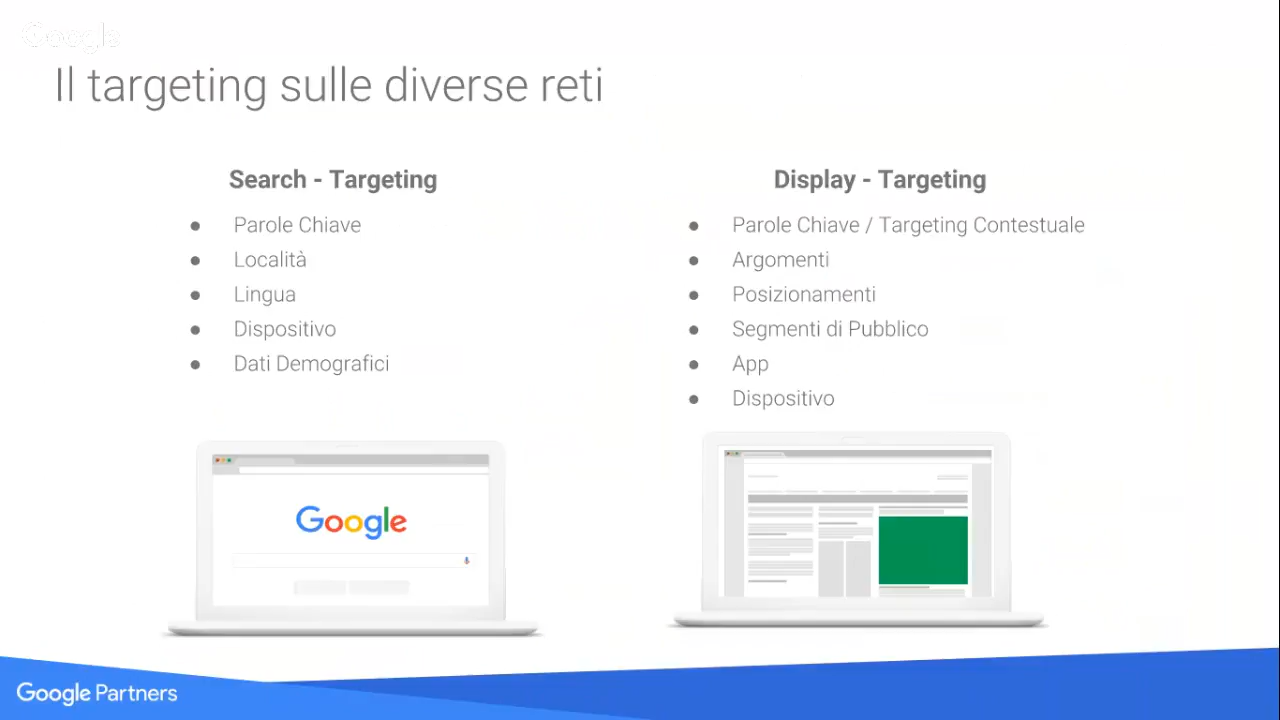 Google
Il targeting sulle diverse reti
Search - Targeting
● Parole Chiave
● Località
● Lingua
● Dispositivo
● Dati Demografici
Display - Targeting
● Parole Chiave / Targeting Contestuale
● Argomenti
● Posizionamenti
● Segmenti di Pubblico
● App
● Dispositivo
Google
Google Partners